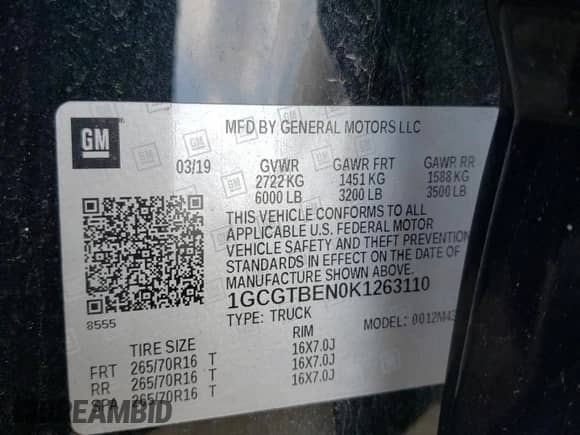 GM
MFD BY GENERAL MOTORS LLC
03/19 GVWR GAWR FRT GAWR RR
2722 KG 1451 KG 1588 KG
6000 LB 3200 LB 3500 LB
THIS VEHICLE CONFORMS TO ALL
APPLICABLE U.S. FEDERAL MOTOR
VEHICLE SAFETY AND THEFT PREVENTION
STANDARDS IN EFFECT ON THE DATE OF
MANUFACTURE SHOWN ABOVE.
1GCGTBEN0K1263110
8555
TYPE: TRUCK MODEL: 0012M43
TIRE SIZE RIM
FRT 265/70R16 T 16X7.0J
RR 265/70R16 T 16X7.0J
SPA 265/70R16 T 16X7.0J